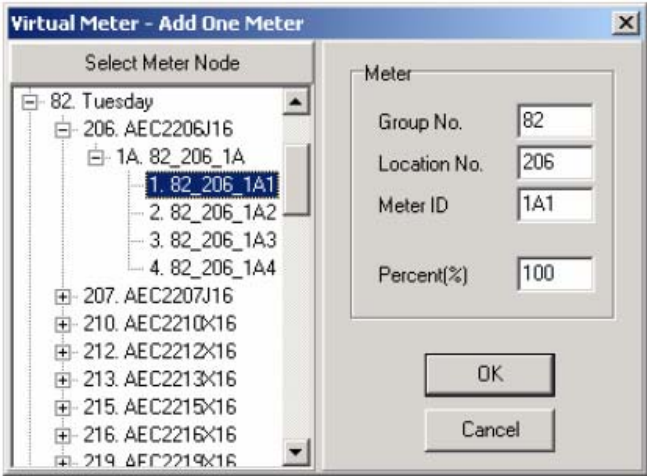 Virtual Meter - Add One Meter
Select Meter Node
82. Tuesday
206. AEC2206J16
1A. 82_206_1A
1. 82_206_1A1
2. 82_206_1A2
3. 82_206_1A3
4. 82_206_1A4
207. AEC2207J16
210. AEC2210X16
212. AEC2212X16
213. AEC2213X16
215. AEC2215X16
216. AEC2216X16
219. AEC2219X16
Meter
Group No. 82
Location No. 206
Meter ID 1A1
Percent(%) 100
OK
Cancel